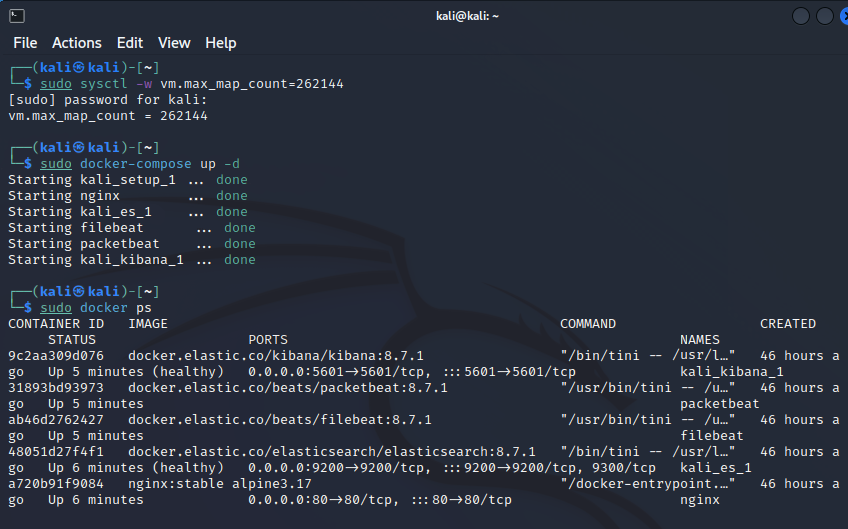 kali@kali: ~
File Actions Edit View Help
┌──(kali㉿kali)-[~]
└─$ sudo sysctl -w vm.max_map_count=262144
[sudo] password for kali:
vm.max_map_count = 262144
┌──(kali㉿kali)-[~]
└─$ sudo docker-compose up -d
Starting kali_setup_1 ... done
Starting nginx ... done
Starting kali_es_1 ... done
Starting filebeat ... done
Starting packetbeat ... done
Starting kali_kibana_1 ... done
┌──(kali㉿kali)-[~]
└─$ sudo docker ps
CONTAINER ID IMAGE COMMAND CREATED
STATUS PORTS NAMES
9c2aa309d076 docker.elastic.co/kibana/kibana:8.7.1 "/bin/tini -- /usr/l…" 46 hours a
go Up 5 minutes (healthy) 0.0.0.0:5601->5601/tcp, :::5601->5601/tcp kali_kibana_1
31893bd93973 docker.elastic.co/beats/packetbeat:8.7.1 "/usr/bin/tini -- /u…" 46 hours a
go Up 5 minutes packetbeat
ab46d2762427 docker.elastic.co/beats/filebeat:8.7.1 "/usr/bin/tini -- /u…" 46 hours a
go Up 5 minutes filebeat
48051d27f4f1 docker.elastic.co/elasticsearch/elasticsearch:8.7.1 "/bin/tini -- /usr/l…" 46 hours a
go Up 6 minutes (healthy) 0.0.0.0:9200->9200/tcp, :::9200->9200/tcp, 9300/tcp kali_es_1
a720b91f9084 nginx:stable alpine3.17 "/docker-entrypoint.…" 46 hours a
go Up 6 minutes 0.0.0.0:80->80/tcp, :::80->80/tcp nginx